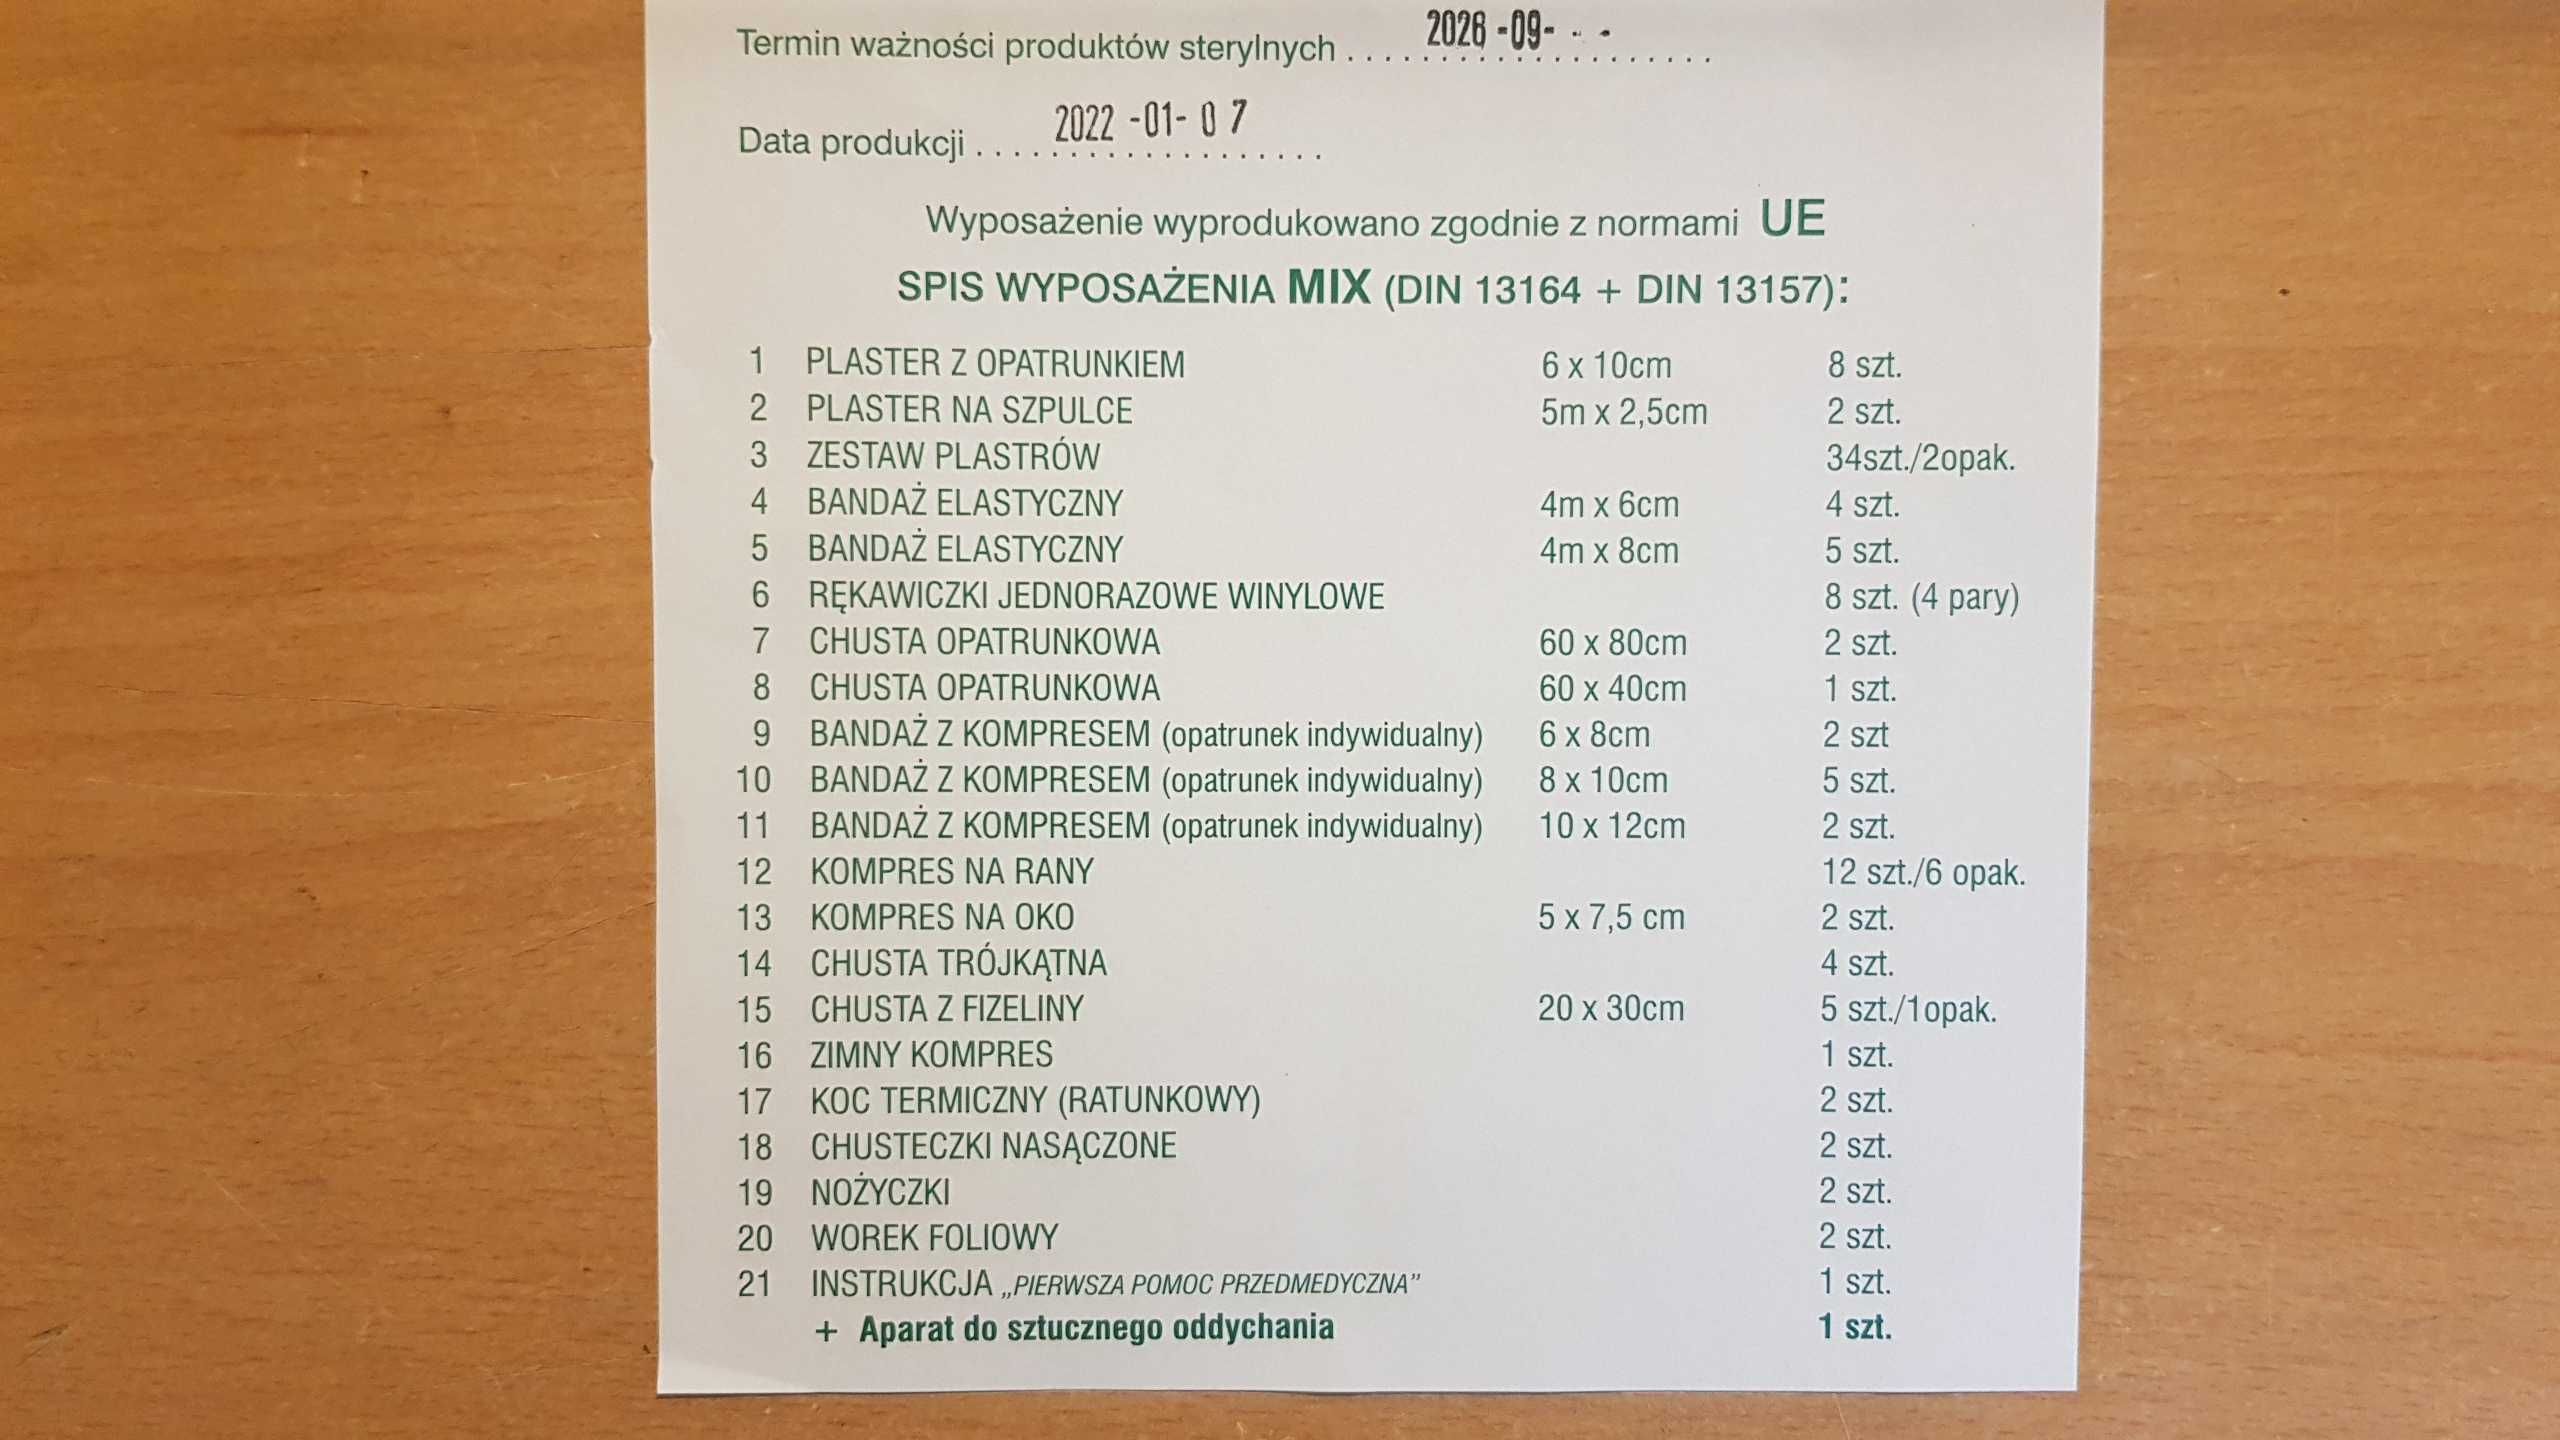 Termin ważności produktów sterylnych .... 2026 -09- - -
Data produkcji .... 2022 -01- 0 7
Wyposażenie wyprodukowano zgodnie z normami UE
SPIS WYPOSAŻENIA MIX (DIN 13164 + DIN 13157):
1 PLASTER Z OPATRUNKIEM 6 x 10cm 8 szt.
2 PLASTER NA SZPULCE 5m x 2,5cm 2 szt.
3 ZESTAW PLASTRÓW 34szt./2opak.
4 BANDAŻ ELASTYCZNY 4m x 6cm 4 szt.
5 BANDAŻ ELASTYCZNY 4m x 8cm 5 szt.
6 RĘKAWICZKI JEDNORAZOWE WINYLOWE 8 szt. (4 pary)
7 CHUSTA OPATRUNKOWA 60 x 80cm 2 szt.
8 CHUSTA OPATRUNKOWA 60 x 40cm 1 szt.
9 BANDAŻ Z KOMPRESEM (opatrunek indywidualny) 6 x 8cm 2 szt
10 BANDAŻ Z KOMPRESEM (opatrunek indywidualny) 8 x 10cm 5 szt.
11 BANDAŻ Z KOMPRESEM (opatrunek indywidualny) 10 x 12cm 2 szt.
12 KOMPRES NA RANY 12 szt./6 opak.
13 KOMPRES NA OKO 5 x 7,5 cm 2 szt.
14 CHUSTA TRÓJKĄTNA 4 szt.
15 CHUSTA Z FIZELINY 20 x 30cm 5 szt./1opak.
16 ZIMNY KOMPRES 1 szt.
17 KOC TERMICZNY (RATUNKOWY) 2 szt.
18 CHUSTECZKI NASĄCZONE 2 szt.
19 NOŻYCZKI 2 szt.
20 WOREK FOLIOWY 2 szt.
21 INSTRUKCJA „PIERWSZA POMOC PRZEDMEDYCZNA” 1 szt.
+ Aparat do sztucznego oddychania 1 szt.